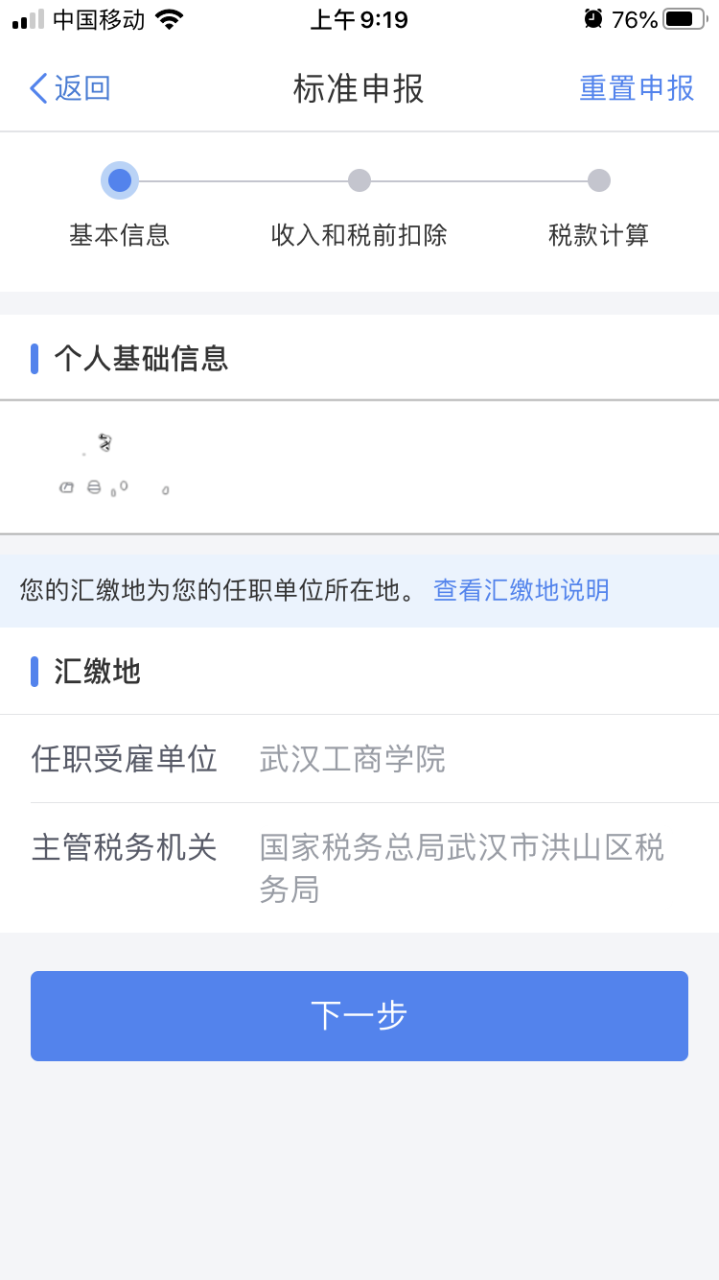 中国移动 上午9:19 76%
返回 标准申报 重置申报
基本信息 收入和税前扣除 税款计算
个人基础信息
您的汇缴地为您的任职单位所在地。 查看汇缴地说明
汇缴地
任职受雇单位 武汉工商学院
主管税务机关 国家税务总局武汉市洪山区税
务局
下一步